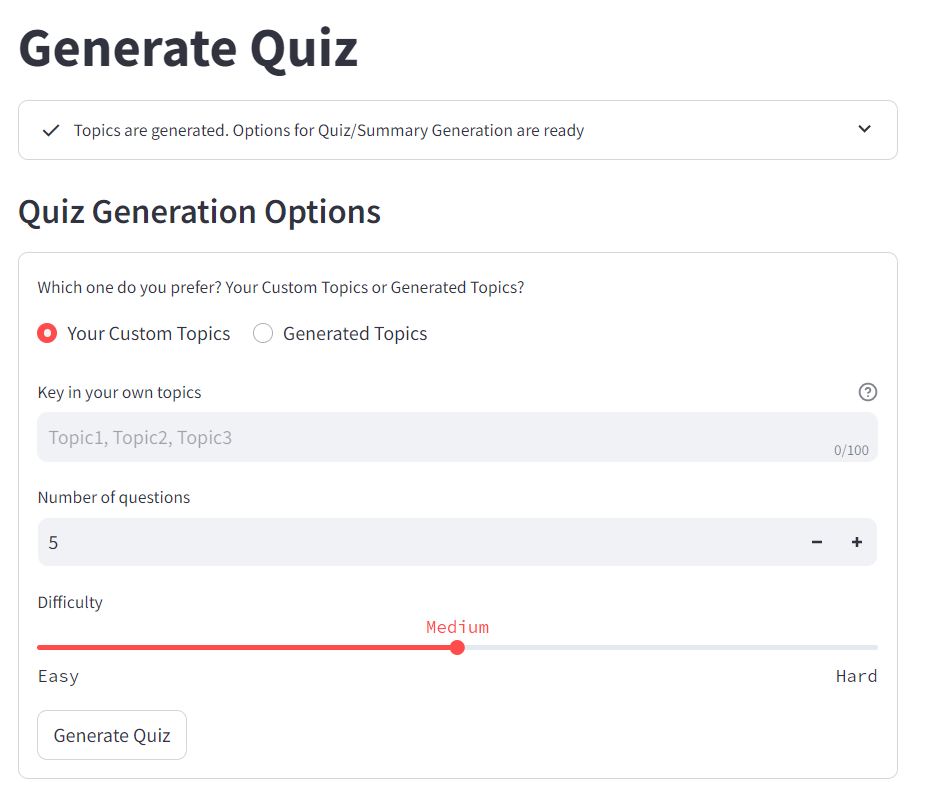 Generate Quiz
Topics are generated. Options for Quiz/Summary Generation are ready
Quiz Generation Options
Which one do you prefer? Your Custom Topics or Generated Topics?
Your Custom Topics Generated Topics
Key in your own topics
Topic1, Topic2, Topic3
0/100
Number of questions
5
Difficulty
Medium
Easy Hard
Generate Quiz